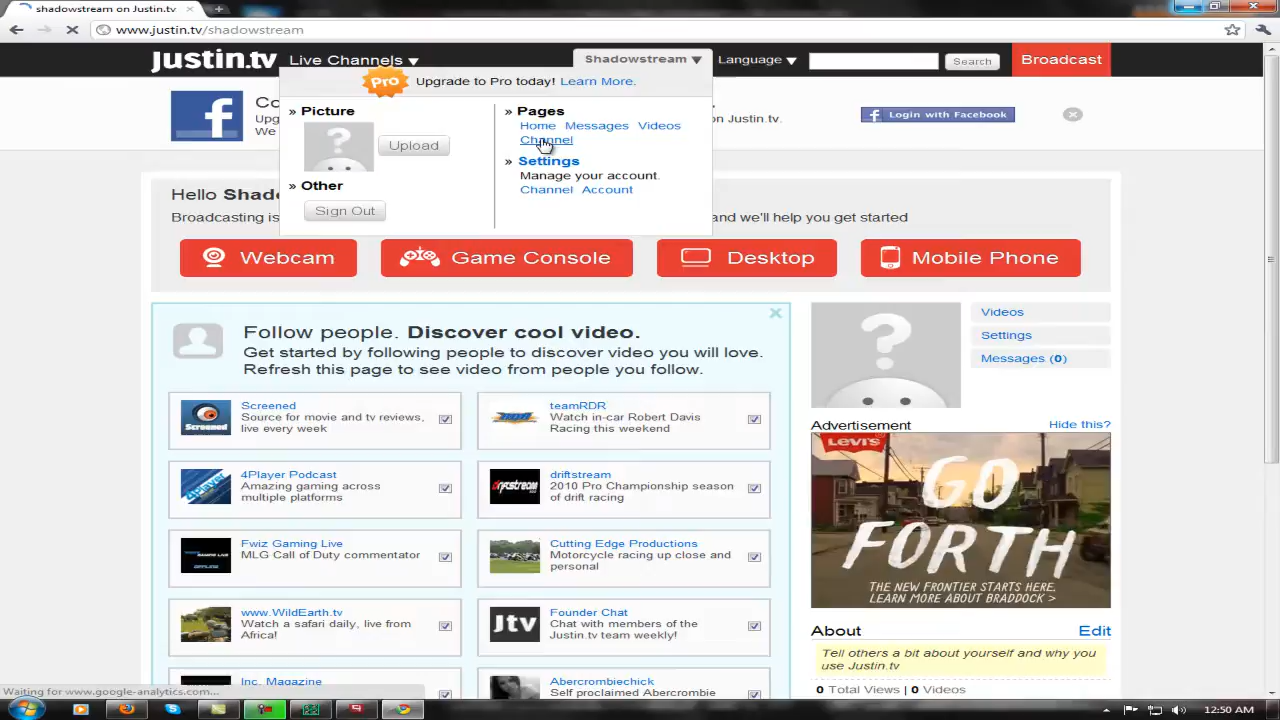 shadowstream on Justin.tv
www.justin.tv/shadowstream
Justin.tv Live Channels Shadowstream Language Search Broadcast
Pro Upgrade to Pro today! Learn More.
» Picture
Upload
» Other
Sign Out
» Pages
Home Messages Videos
Channel
» Settings
Manage your account.
Channel Account
Co
Upg
We
on Justin.tv.
Login with Facebook
Hello Shad
Broadcasting is and we'll help you get started
Webcam Game Console Desktop Mobile Phone
Follow people. Discover cool video.
Get started by following people to discover video you will love.
Refresh this page to see video from people you follow.
Screened
Source for movie and tv reviews,
live every week
teamRDR
Watch in-car Robert Davis
Racing this weekend
4Player Podcast
Amazing gaming across
multiple platforms
driftstream
2010 Pro Championship season
of drift racing
Fwiz Gaming Live
MLG Call of Duty commentator
Cutting Edge Productions
Motorcycle racing up close and
personal
www.WildEarth.tv
Watch a safari daily, live from
Africa!
Jtv
Founder Chat
Chat with members of the
Justin.tv team weekly!
Inc. Magazine
Abercrombiechick
Self proclaimed Abercrombie
Videos
Settings
Messages (0)
Advertisement Hide this?
LEVI'S
GO
FORTH
THE NEW FRONTIER STARTS HERE.
LEARN MORE ABOUT BRADDOCK >
About Edit
Tell others a bit about yourself and why you
use Justin.tv
0 Total Views | 0 Videos
Waiting for www.google-analytics.com...
12:50 AM